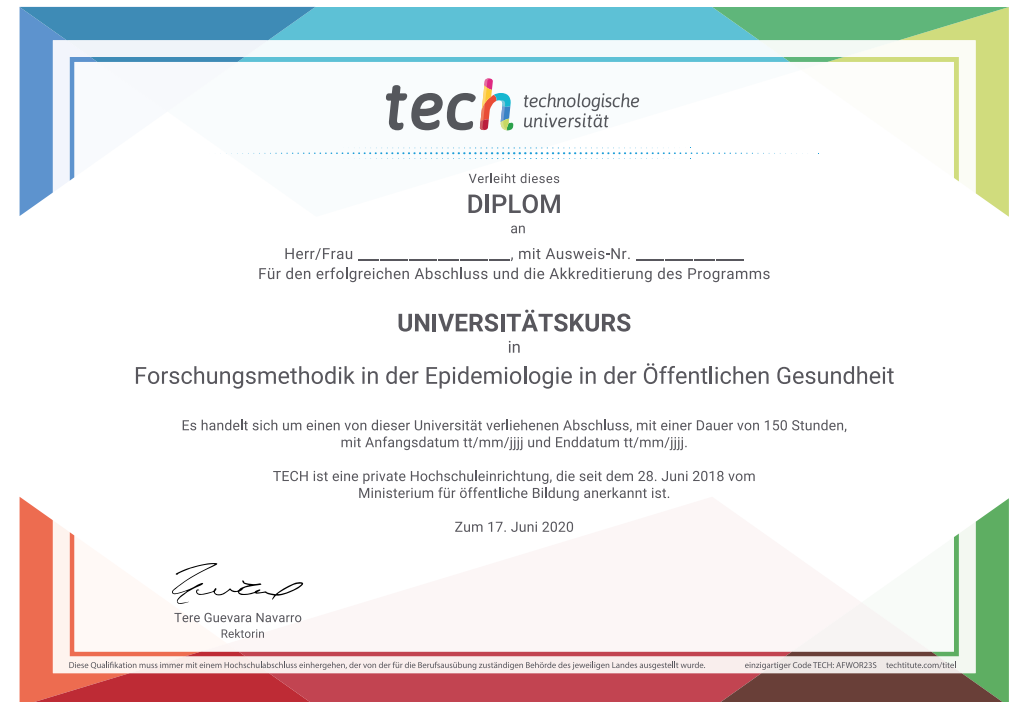 tech technologische
universität
Verleiht dieses
DIPLOM
an
Herr/Frau ____________________, mit Ausweis-Nr. ______________
Für den erfolgreichen Abschluss und die Akkreditierung des Programms
UNIVERSITÄTSKURS
in
Forschungsmethodik in der Epidemiologie in der Öffentlichen Gesundheit
Es handelt sich um einen von dieser Universität verliehenen Abschluss, mit einer Dauer von 150 Stunden,
mit Anfangsdatum tt/mm/jjjj und Enddatum tt/mm/jjjj.
TECH ist eine private Hochschuleinrichtung, die seit dem 28. Juni 2018 vom
Ministerium für öffentliche Bildung anerkannt ist.
Zum 17. Juni 2020
Tere Guevara Navarro
Rektorin
Diese Qualifikation muss immer mit einem Hochschulabschluss einhergehen, der von der für die Berufsausübung zuständigen Behörde des jeweiligen Landes ausgestellt wurde. einzigartiger Code TECH: AFWOR23S techtitute.com/titel